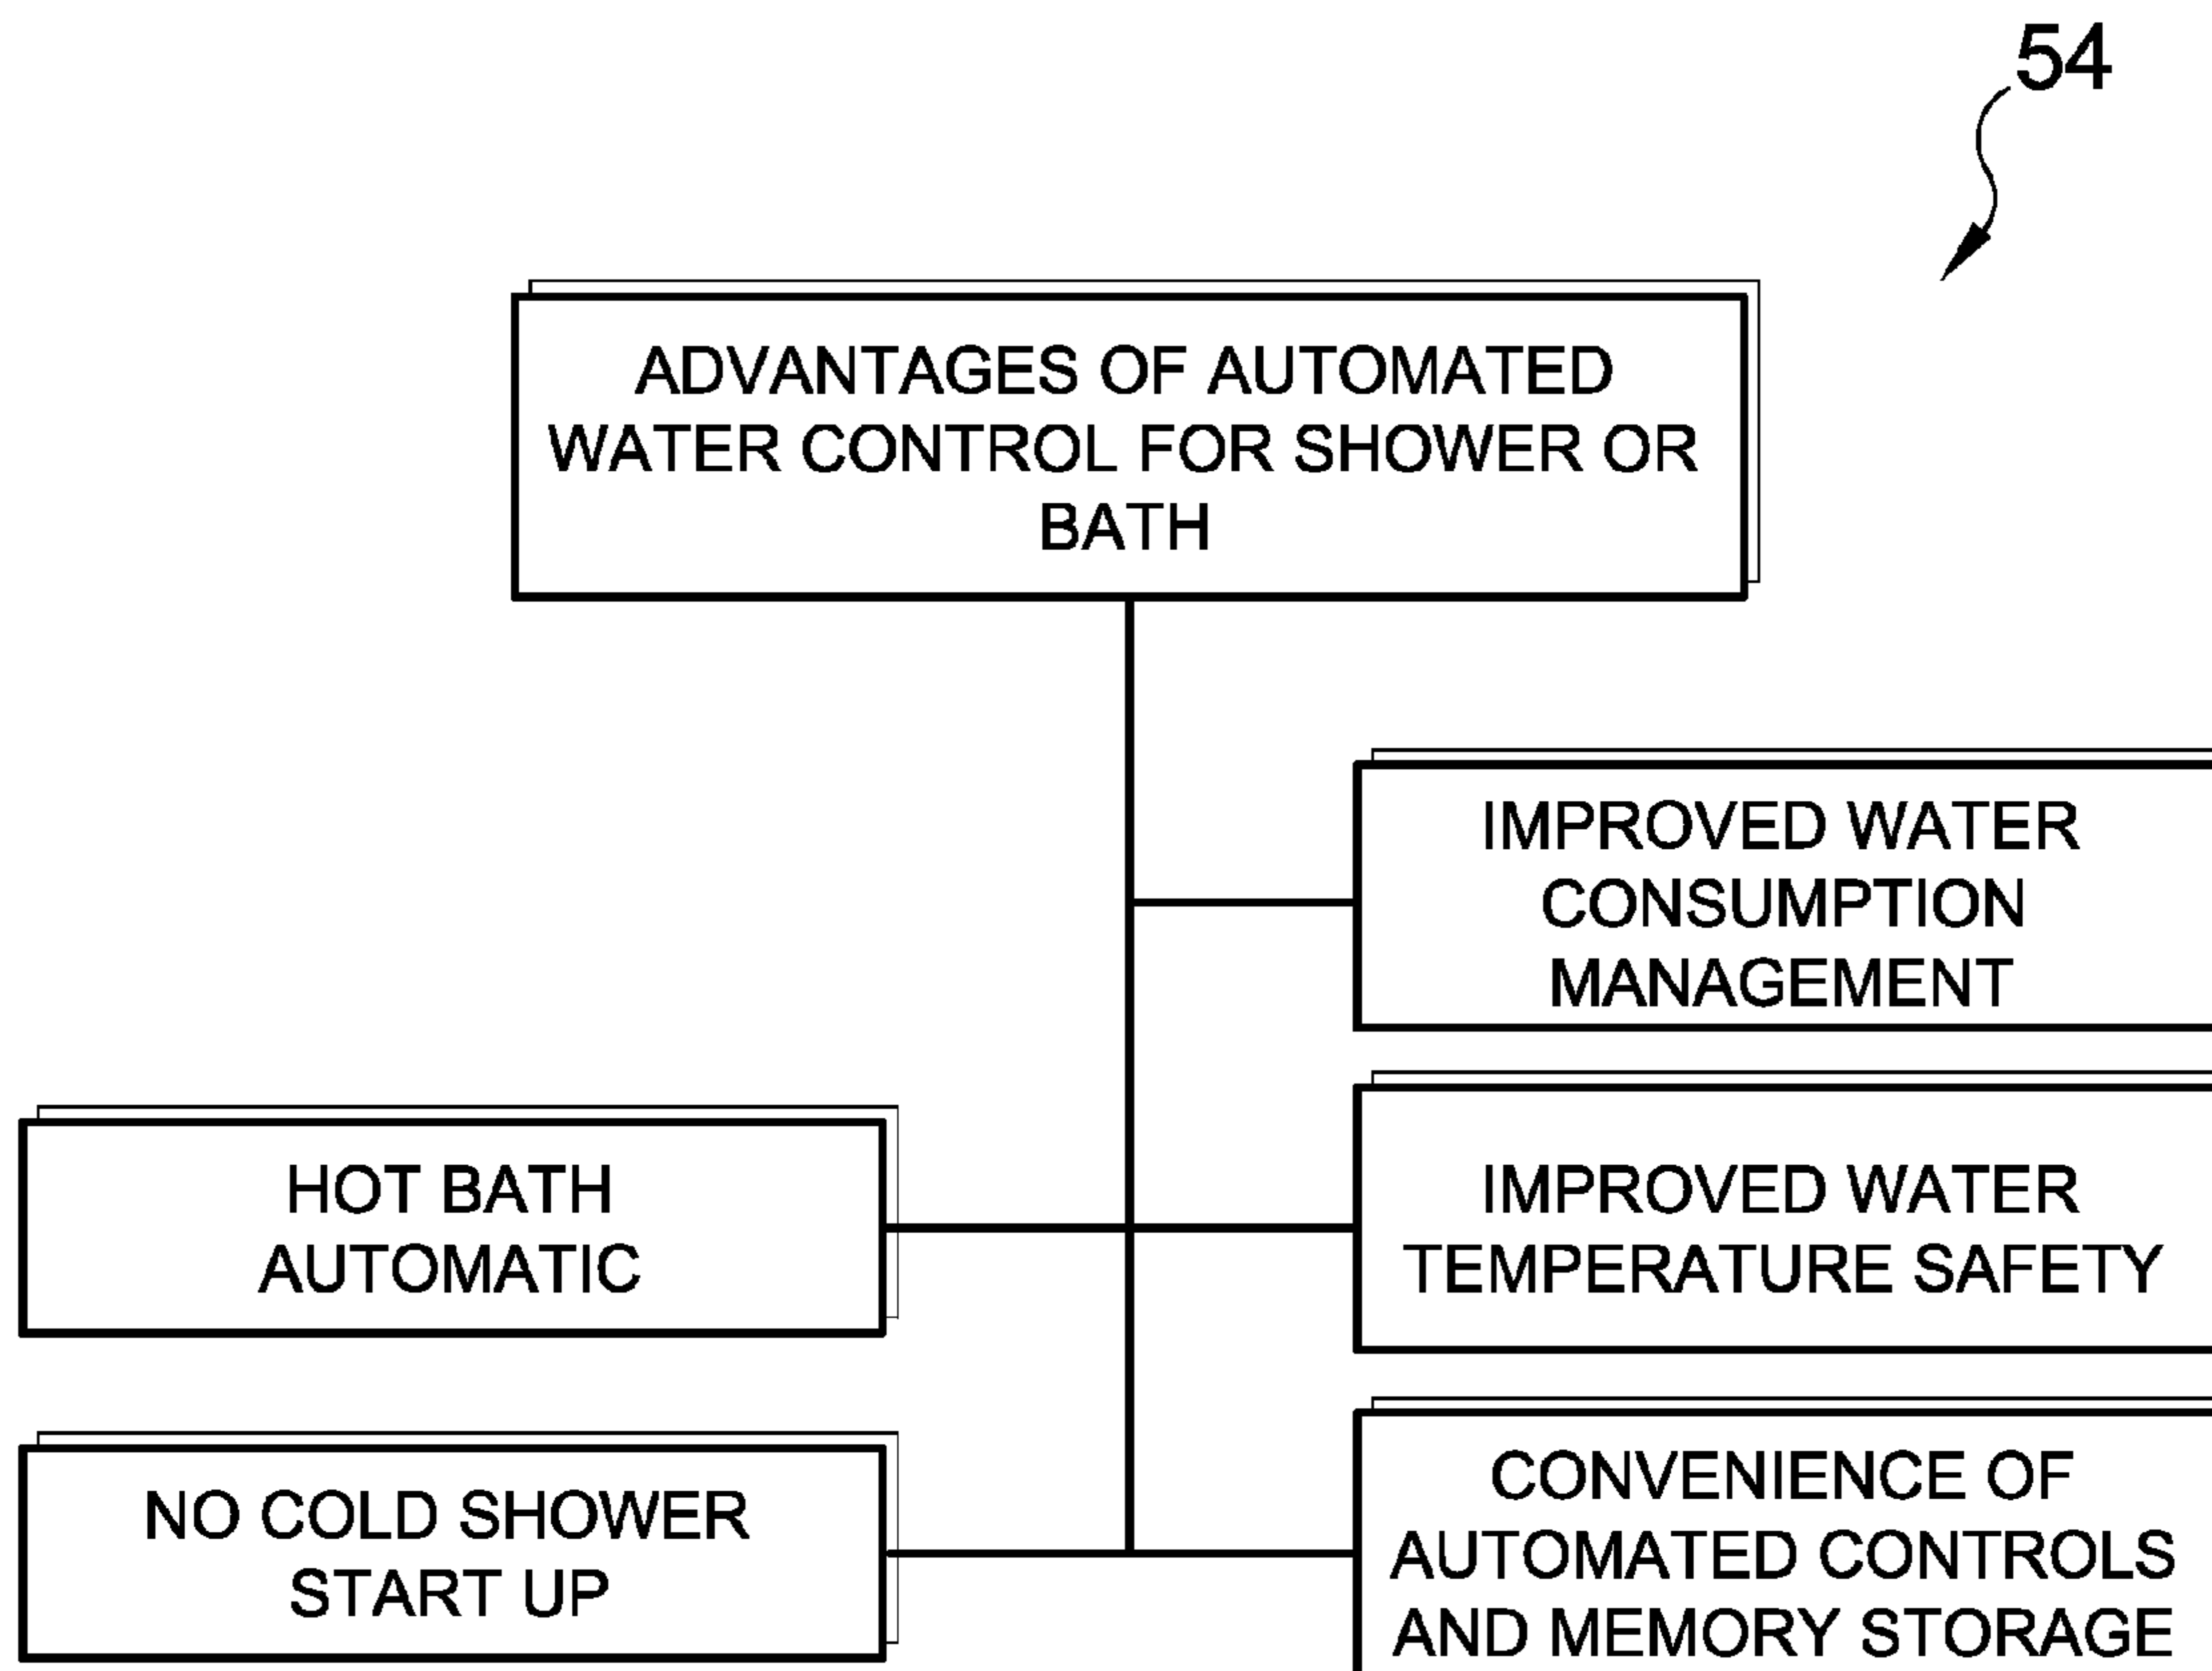 54
ADVANTAGES OF AUTOMATED
WATER CONTROL FOR SHOWER OR
BATH
IMPROVED WATER
CONSUMPTION
MANAGEMENT
HOT BATH
AUTOMATIC
IMPROVED WATER
TEMPERATURE SAFETY
NO COLD SHOWER
START UP
CONVENIENCE OF
AUTOMATED CONTROLS
AND MEMORY STORAGE